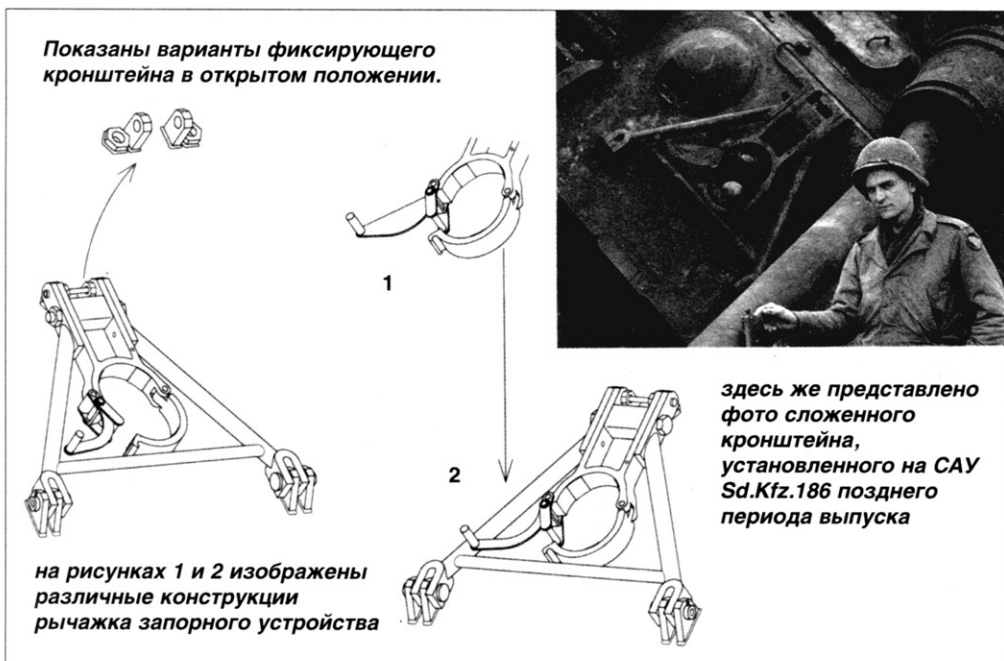 Показаны варианты фиксирующего
кронштейна в открытом положении.
1
2
здесь же представлено
фото сложенного
кронштейна,
установленного на САУ
Sd.Kfz.186 позднего
периода выпуска
на рисунках 1 и 2 изображены
различные конструкции
рычажка запорного устройства